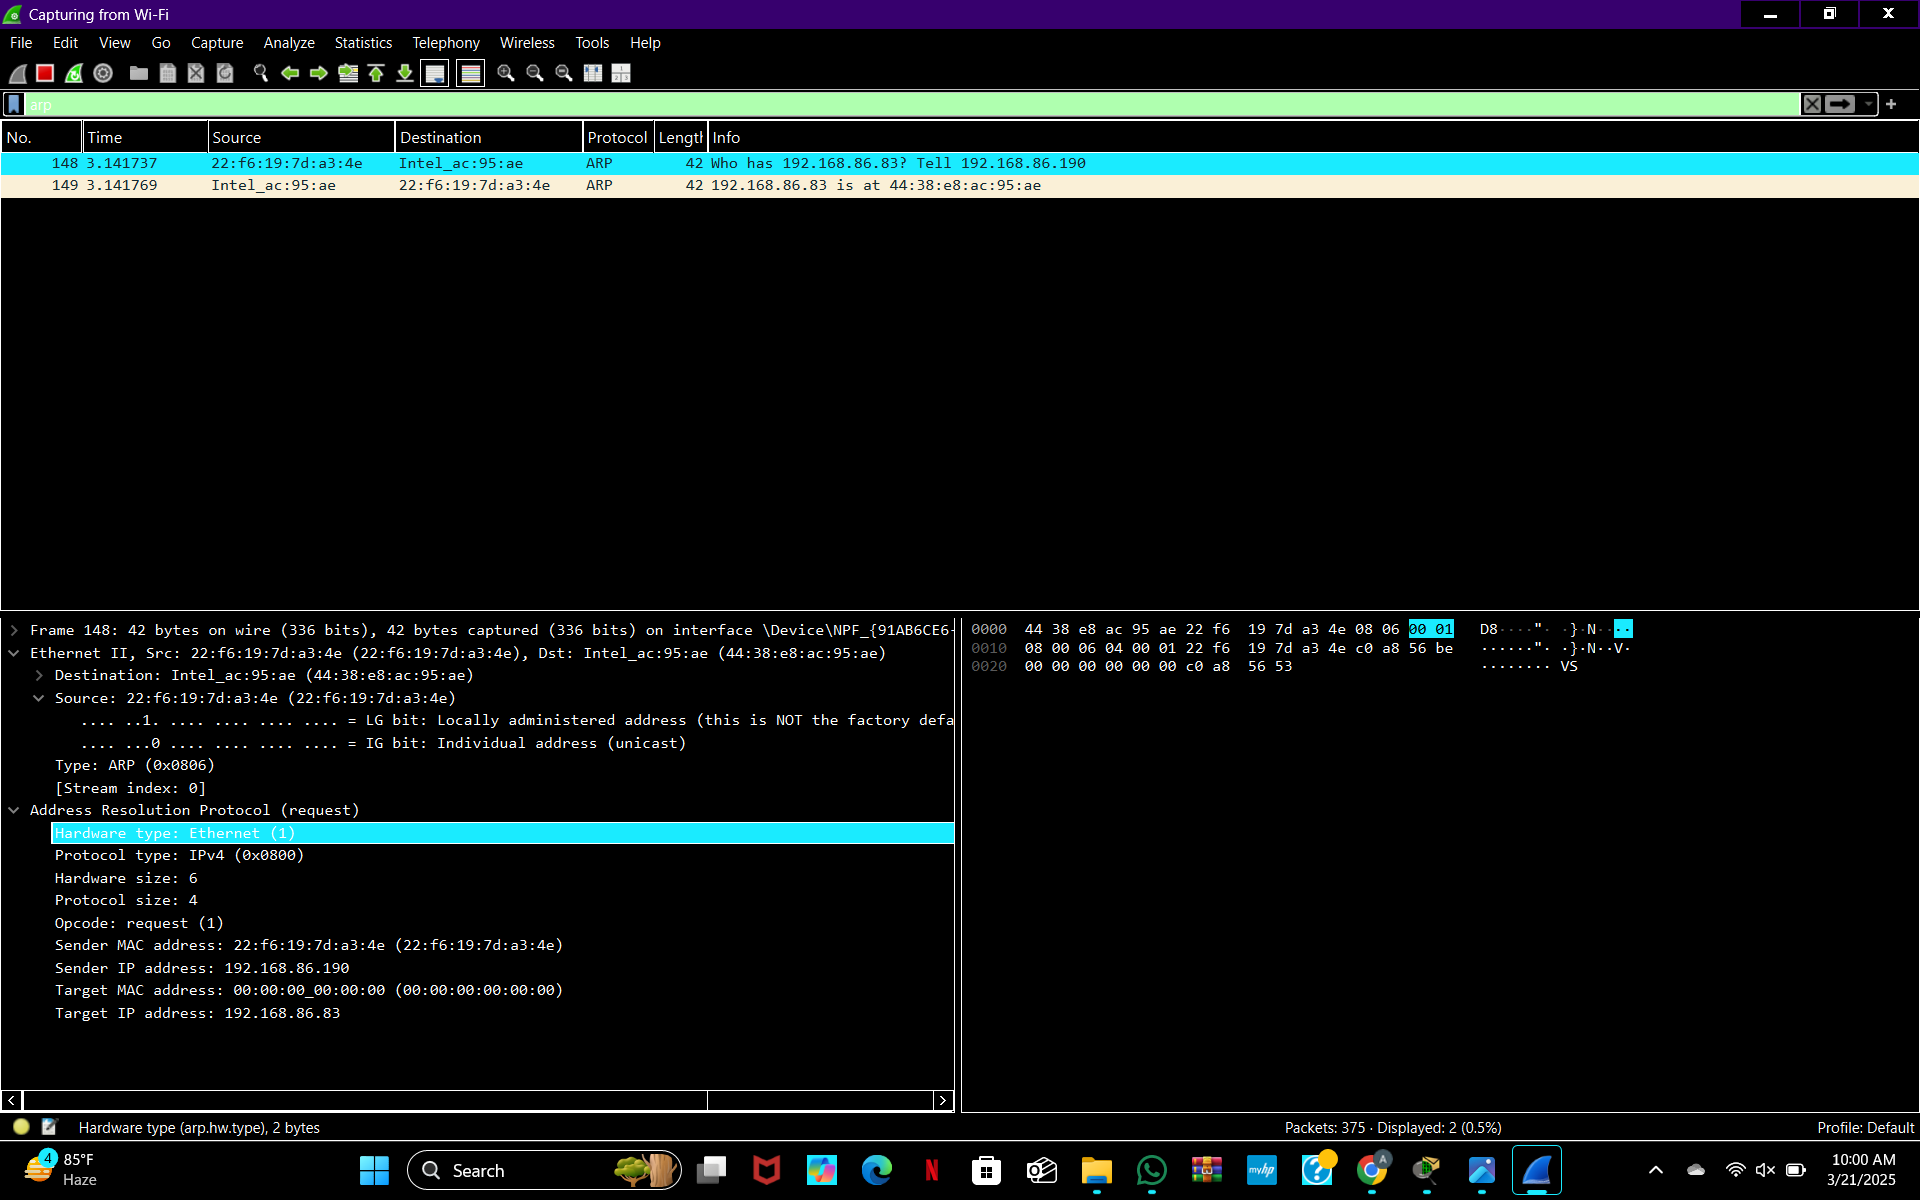 Capturing from Wi-Fi
File Edit View Go Capture Analyze Statistics Telephony Wireless Tools Help
arp
No. Time Source Destination Protocol Length Info
148 3.141737 22:f6:19:7d:a3:4e Intel_ac:95:ae ARP 42 Who has 192.168.86.83? Tell 192.168.86.190
149 3.141769 Intel_ac:95:ae 22:f6:19:7d:a3:4e ARP 42 192.168.86.83 is at 44:38:e8:ac:95:ae
Frame 148: 42 bytes on wire (336 bits), 42 bytes captured (336 bits) on interface \Device\NPF_{91AB6CE6-
Ethernet II, Src: 22:f6:19:7d:a3:4e (22:f6:19:7d:a3:4e), Dst: Intel_ac:95:ae (44:38:e8:ac:95:ae)
Destination: Intel_ac:95:ae (44:38:e8:ac:95:ae)
Source: 22:f6:19:7d:a3:4e (22:f6:19:7d:a3:4e)
.... ..1. .... .... .... .... = LG bit: Locally administered address (this is NOT the factory defa
.... ...0 .... .... .... .... = IG bit: Individual address (unicast)
Type: ARP (0x0806)
[Stream index: 0]
Address Resolution Protocol (request)
Hardware type: Ethernet (1)
Protocol type: IPv4 (0x0800)
Hardware size: 6
Protocol size: 4
Opcode: request (1)
Sender MAC address: 22:f6:19:7d:a3:4e (22:f6:19:7d:a3:4e)
Sender IP address: 192.168.86.190
Target MAC address: 00:00:00_00:00:00 (00:00:00:00:00:00)
Target IP address: 192.168.86.83
0000 44 38 e8 ac 95 ae 22 f6 19 7d a3 4e 08 06 00 01 D8····"· ·}·N····
0010 08 00 06 04 00 01 22 f6 19 7d a3 4e c0 a8 56 be ······"· ·}·N··V·
0020 00 00 00 00 00 00 c0 a8 56 53 ········ VS
Hardware type (arp.hw.type), 2 bytes
Packets: 375 · Displayed: 2 (0.5%)
Profile: Default
4
85°F
Haze
Search
N
myhp
?
A
10:00 AM
3/21/2025